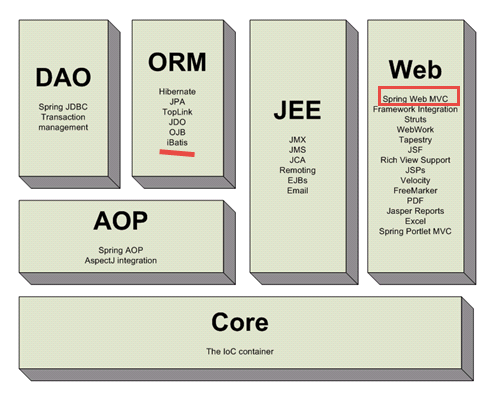 DAO
Spring JDBC
Transaction
management
ORM
Hibernate
JPA
TopLink
JDO
OJB
iBatis
JEE
JMX
JMS
JCA
Remoting
EJBs
Email
Web
Spring Web MVC
Framework Integration
Struts
WebWork
Tapestry
JSF
Rich View Support
JSPs
Velocity
FreeMarker
PDF
Jasper Reports
Excel
Spring Portlet MVC
AOP
Spring AOP
AspectJ integration
Core
The IoC container